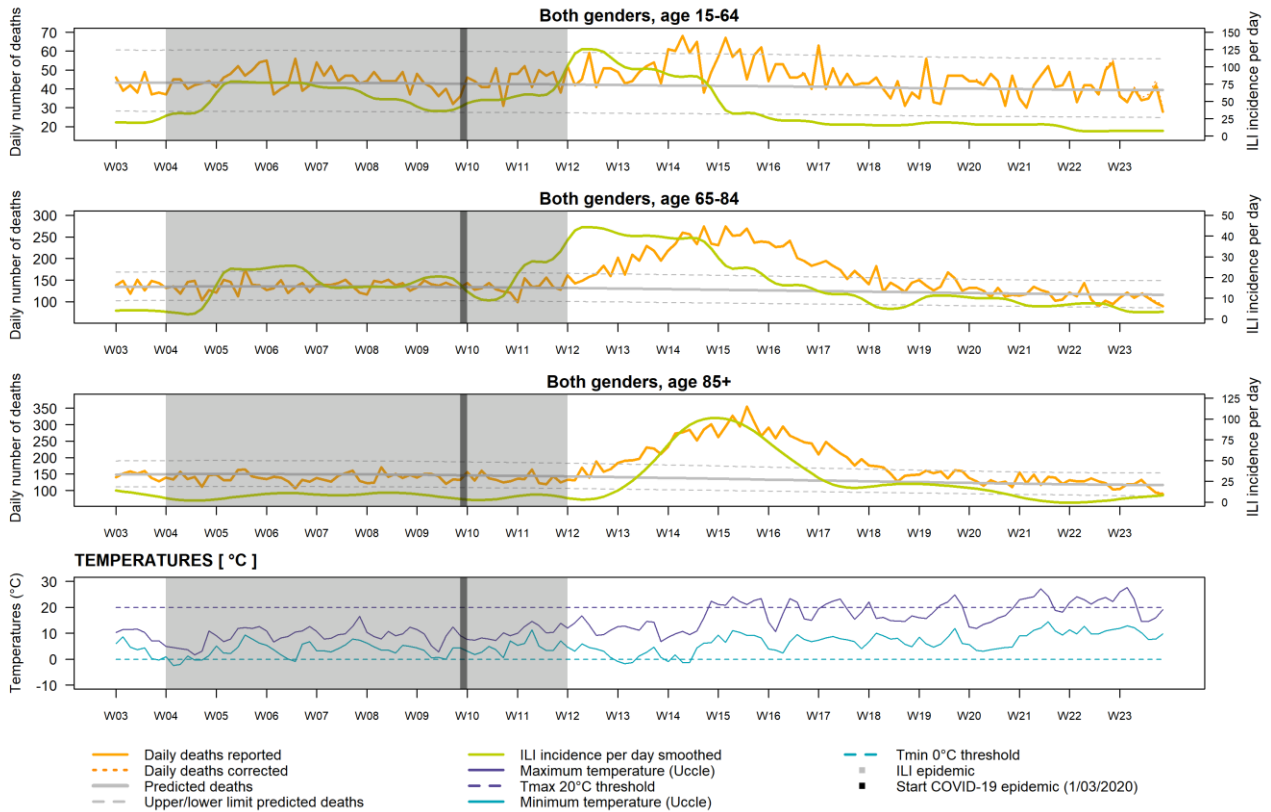 Both genders, age 15-64
Daily number of deaths
70
60
50
40
30
20
150
125
100
75
50
25
0
ILI incidence per day
W03 W04 W05 W06 W07 W08 W09 W10 W11 W12 W13 W14 W15 W16 W17 W18 W19 W20 W21 W22 W23
Both genders, age 65-84
Daily number of deaths
300
250
200
150
100
50
40
30
20
10
0
ILI incidence per day
W03 W04 W05 W06 W07 W08 W09 W10 W11 W12 W13 W14 W15 W16 W17 W18 W19 W20 W21 W22 W23
Both genders, age 85+
Daily number of deaths
350
300
250
200
150
100
125
100
75
50
25
0
ILI incidence per day
W03 W04 W05 W06 W07 W08 W09 W10 W11 W12 W13 W14 W15 W16 W17 W18 W19 W20 W21 W22 W23
TEMPERATURES [ °C ]
Temperatures (°C)
30
20
10
0
-10
W03 W04 W05 W06 W07 W08 W09 W10 W11 W12 W13 W14 W15 W16 W17 W18 W19 W20 W21 W22 W23
Daily deaths reported
Daily deaths corrected
Predicted deaths
Upper/lower limit predicted deaths
ILI incidence per day smoothed
Maximum temperature (Uccle)
Tmax 20°C threshold
Minimum temperature (Uccle)
Tmin 0°C threshold
ILI epidemic
Start COVID-19 epidemic (1/03/2020)